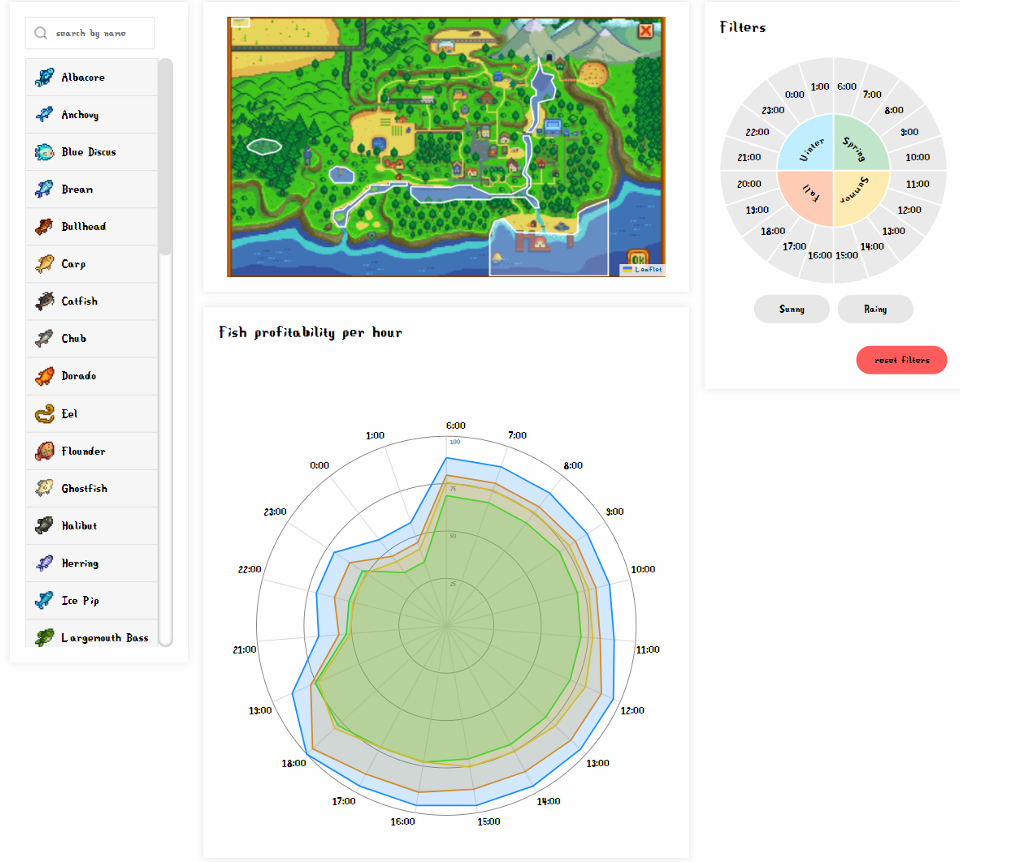 search by name
Albacore
Anchovy
Blue Discus
Bream
Bullhead
Carp
Catfish
Chub
Dorado
Eel
Flounder
Ghostfish
Halibut
Herring
Ice Pip
Largemouth Bass
OK
Leaflet
Fish profitability per hour
6:00
7:00
8:00
9:00
10:00
11:00
12:00
13:00
14:00
15:00
16:00
17:00
18:00
19:00
21:00
22:00
23:00
0:00
1:00
100
75
50
25
Filters
6:00
7:00
8:00
9:00
10:00
11:00
12:00
13:00
14:00
15:00
16:00
17:00
18:00
19:00
20:00
21:00
22:00
23:00
0:00
1:00
Winter
Spring
Summer
Fall
Sunny
Rainy
reset filters